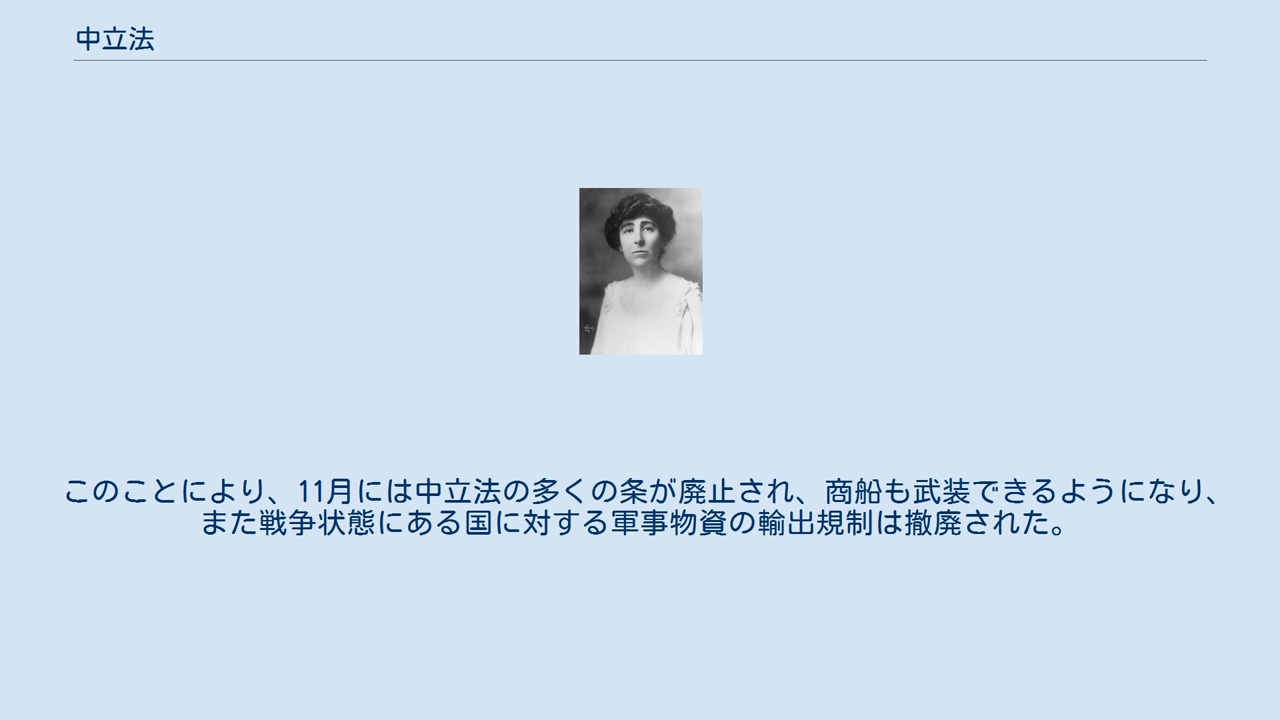 中立法
このことにより、11月には中立法の多くの条が廃止され、商船も武装できるようになり、
また戦争状態にある国に対する軍事物資の輸出規制は撤廃された。